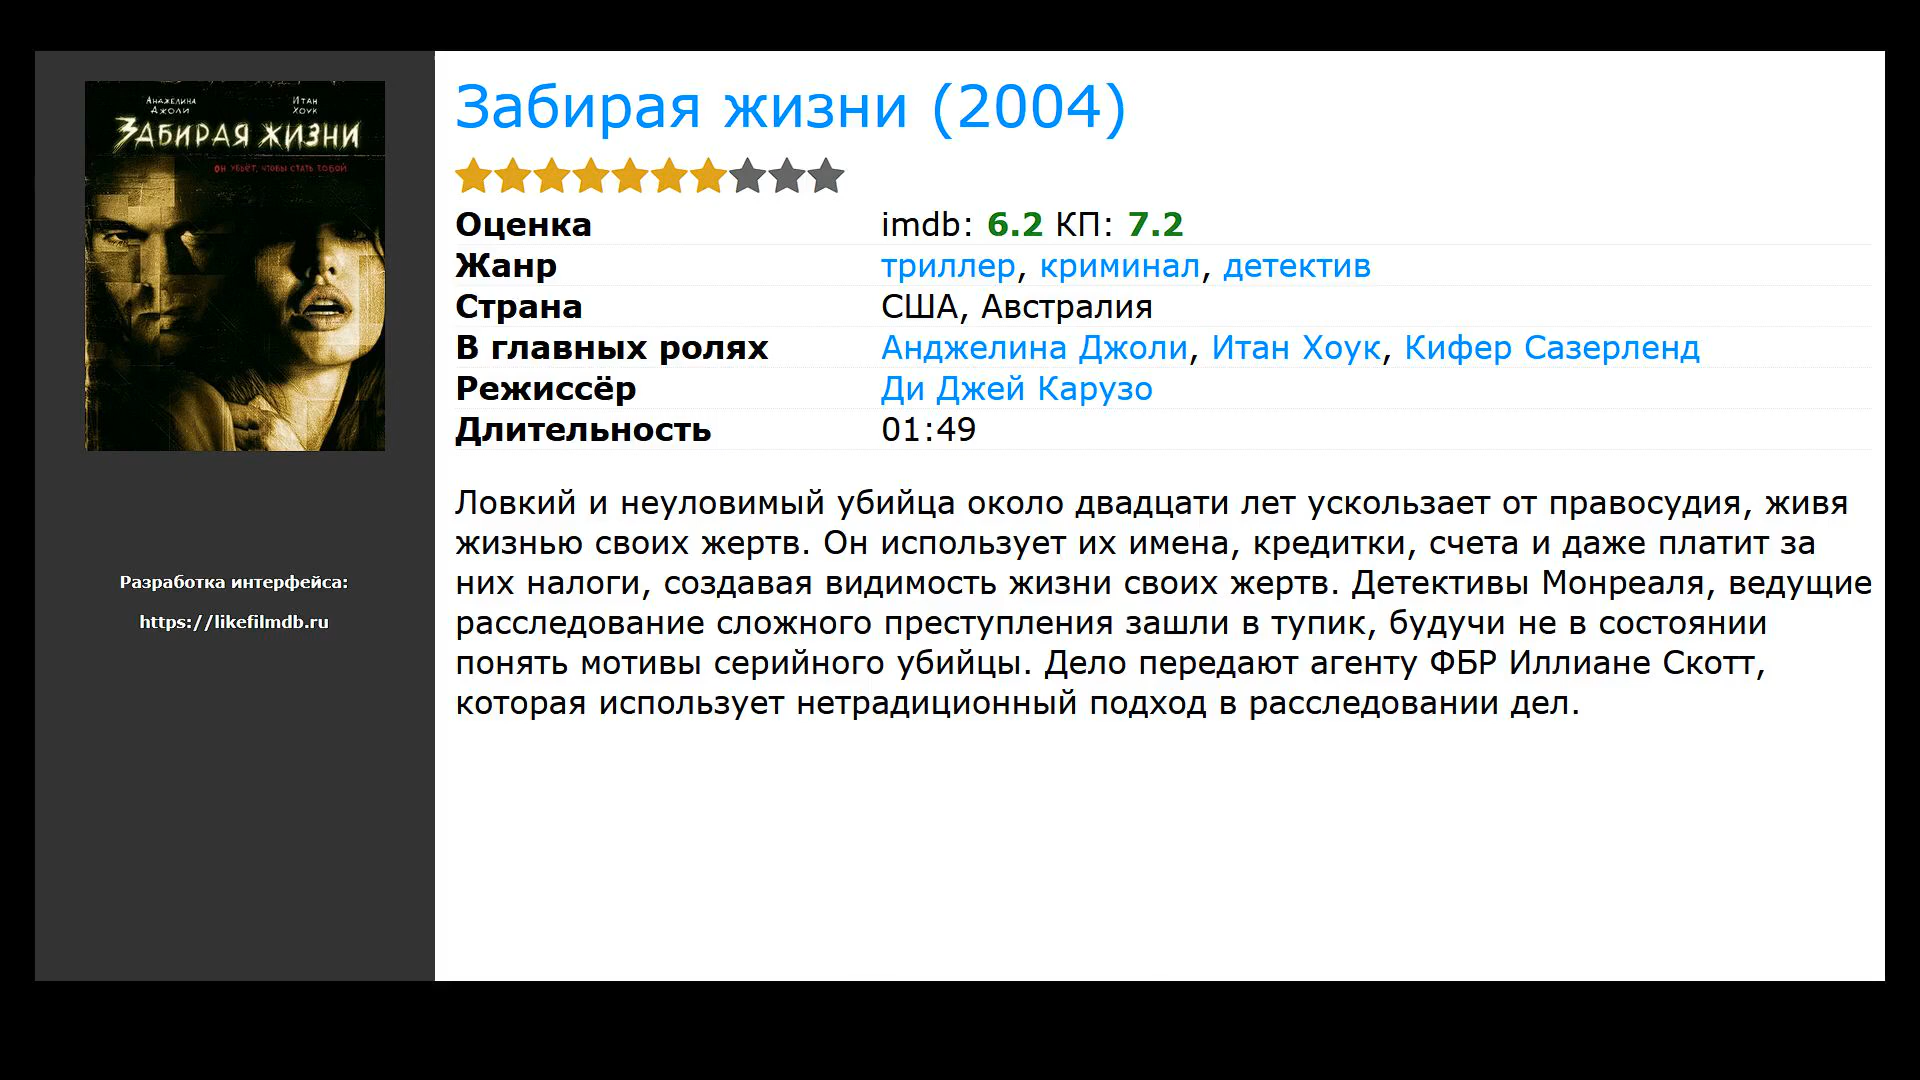 Анджелина
Джоли
Итан
Хоук
Забирая жизни
Он убьёт, чтобы стать тобой
Разработка интерфейса:
https://likefilmdb.ru
Забирая жизни (2004)
Оценка imdb: 6.2 КП: 7.2
Жанр триллер, криминал, детектив
Страна США, Австралия
В главных ролях Анджелина Джоли, Итан Хоук, Кифер Сазерленд
Режиссёр Ди Джей Карузо
Длительность 01:49
Ловкий и неуловимый убийца около двадцати лет ускользает от правосудия, живя
жизнью своих жертв. Он использует их имена, кредитки, счета и даже платит за
них налоги, создавая видимость жизни своих жертв. Детективы Монреаля, ведущие
расследование сложного преступления зашли в тупик, будучи не в состоянии
понять мотивы серийного убийцы. Дело передают агенту ФБР Иллиане Скотт,
которая использует нетрадиционный подход в расследовании дел.